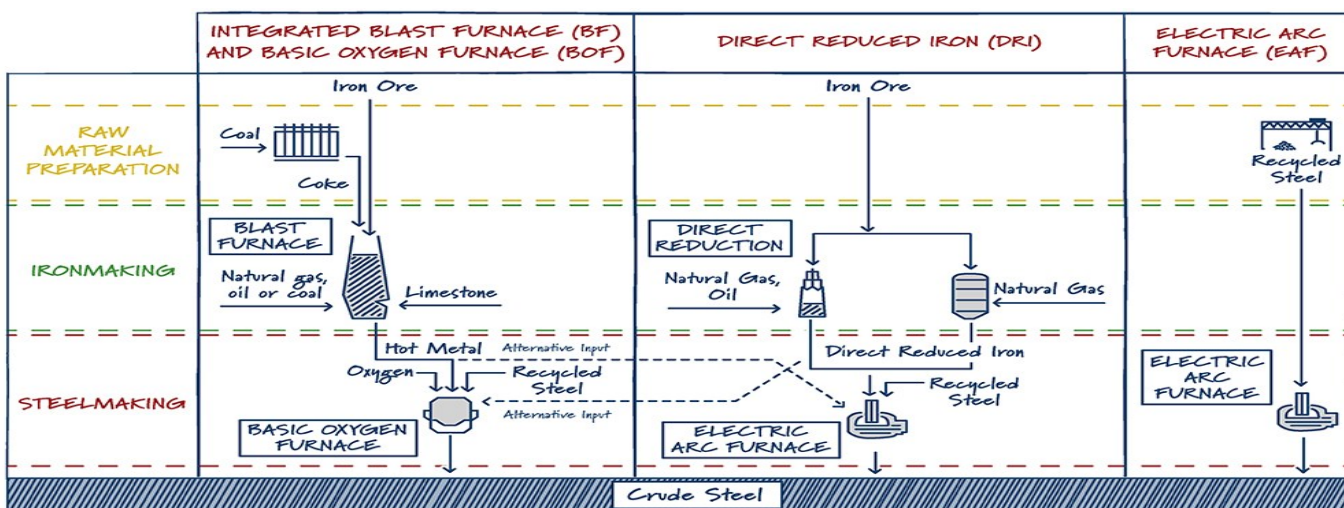 INTEGRATED BLAST FURNACE (BF)
AND BASIC OXYGEN FURNACE (BOF)
DIRECT REDUCED IRON (DRI)
ELECTRIC ARC
FURNACE (EAF)
RAW
MATERIAL
PREPARATION
Iron Ore
Coal
Coke
Iron Ore
Recycled
Steel
IRONMAKING
BLAST
FURNACE
Natural gas,
oil or coal
Limestone
DIRECT
REDUCTION
Natural Gas,
Oil
Natural Gas
STEELMAKING
Hot Metal
Alternative Input
Oxygen
Recycled
Steel
Alternative Input
BASIC OXYGEN
FURNACE
Direct Reduced Iron
Recycled
Steel
ELECTRIC
ARC FURNACE
ELECTRIC
ARC
FURNACE
Crude Steel